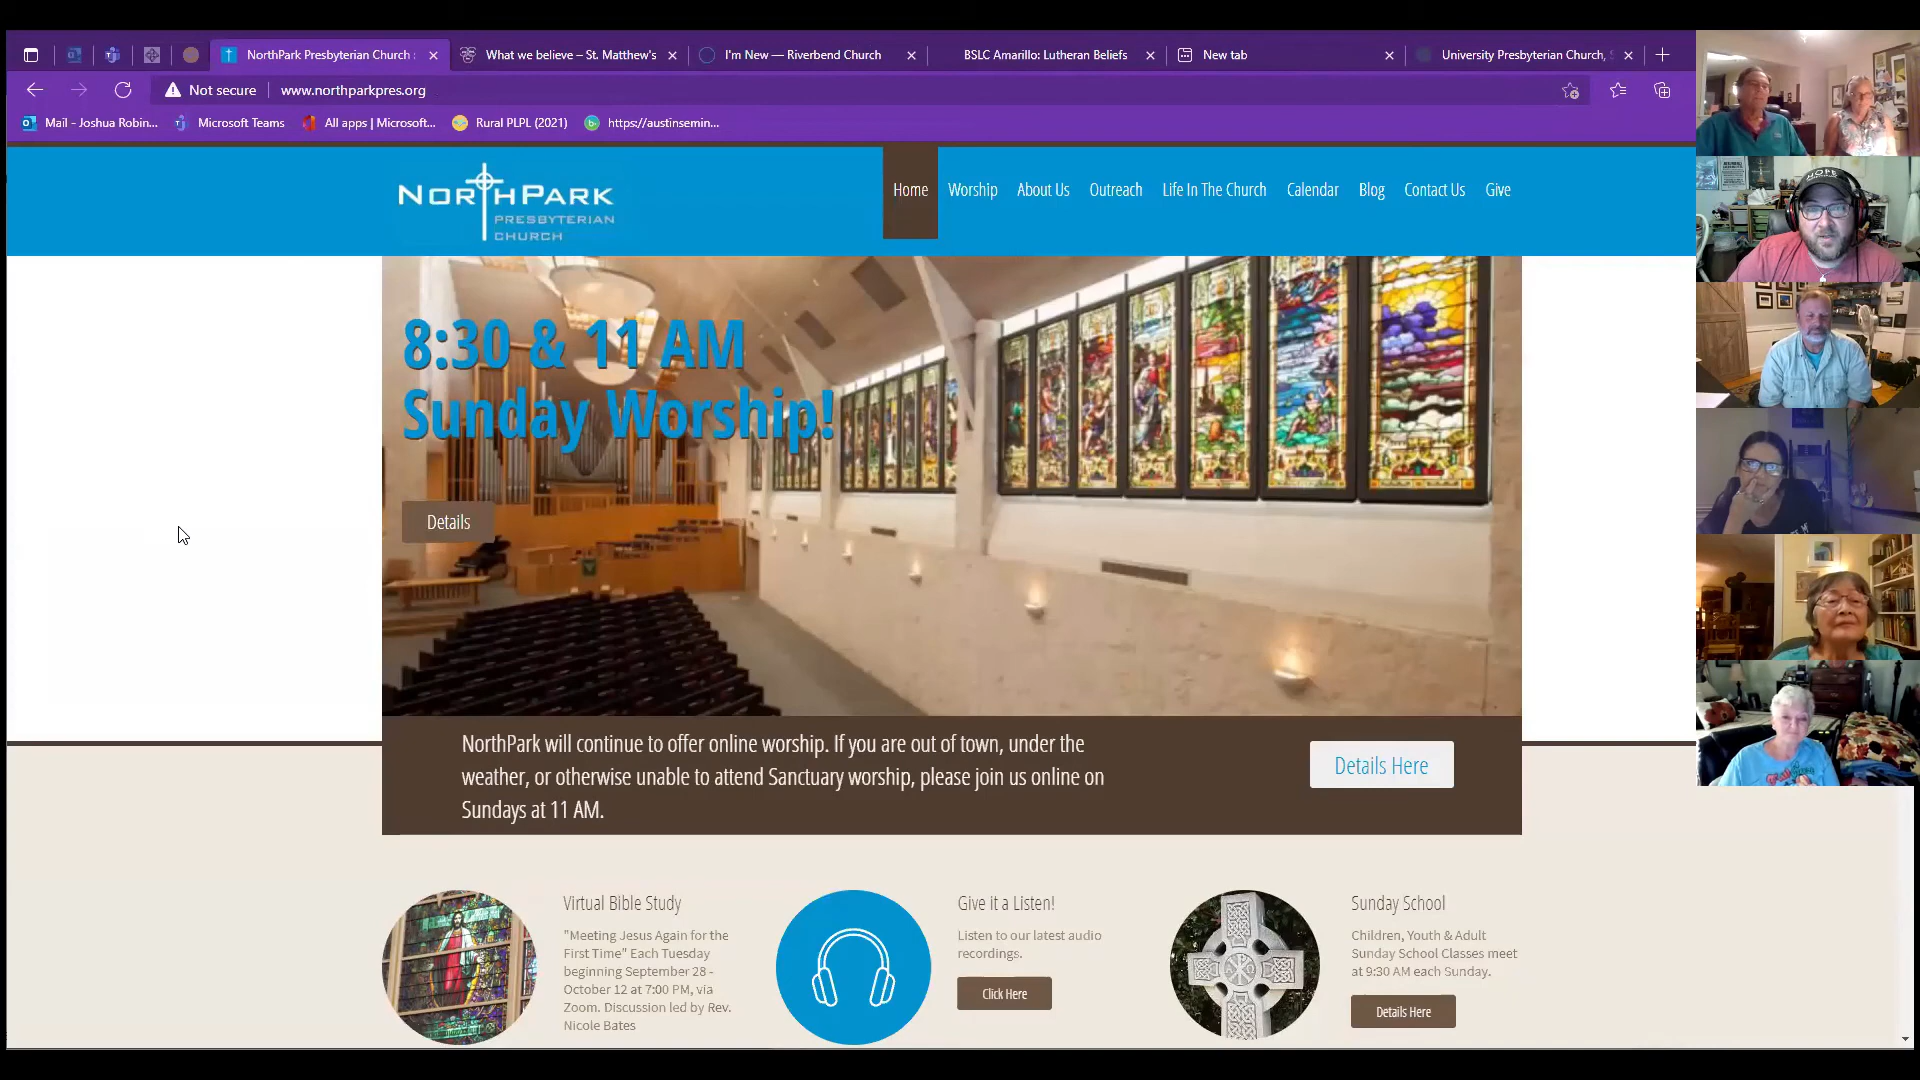 NorthPark Presbyterian Church :
What we believe – St. Matthew's
I'm New — Riverbend Church
BSLC Amarillo: Lutheran Beliefs
New tab
University Presbyterian Church,
Not secure
www.northparkpres.org
Mail - Joshua Robin...
Microsoft Teams
All apps | Microsoft...
Rural PLPL (2021)
https://austinsemin...
NORTHPARK
PRESBYTERIAN
CHURCH
Home
Worship
About Us
Outreach
Life In The Church
Calendar
Blog
Contact Us
Give
8:30 & 11 AM
Sunday Worship!
Details
NorthPark will continue to offer online worship. If you are out of town, under the
weather, or otherwise unable to attend Sanctuary worship, please join us online on
Sundays at 11 AM.
Details Here
Virtual Bible Study
"Meeting Jesus Again for the
First Time" Each Tuesday
beginning September 28 -
October 12 at 7:00 PM, via
Zoom. Discussion led by Rev.
Nicole Bates
Give it a Listen!
Listen to our latest audio
recordings.
Click Here
Sunday School
Children, Youth & Adult
Sunday School Classes meet
at 9:30 AM each Sunday.
Details Here
HOPE